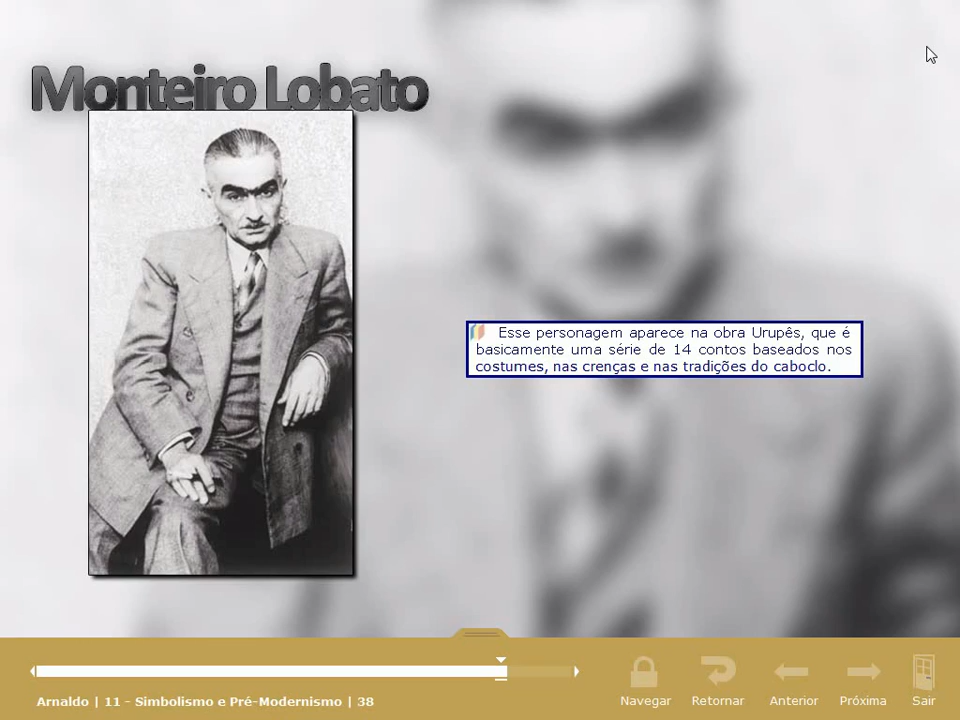 Monteiro Lobato
Esse personagem aparece na obra Urupês, que é
basicamente uma série de 14 contos baseados nos
costumes, nas crenças e nas tradições do caboclo.
Navegar
Retornar
Anterior
Próxima
Sair
Arnaldo | 11 - Simbolismo e Pré-Modernismo | 38